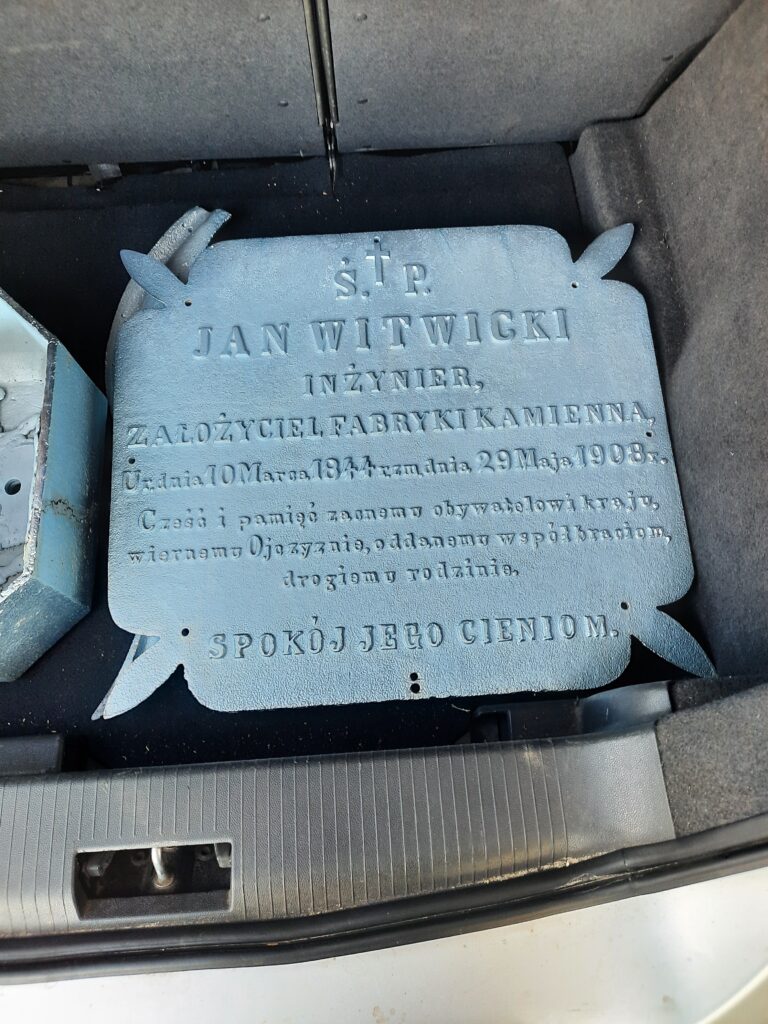 Ś. P.
JAN WITWICKI
INŻYNIER,
ZAŁOŻYCIEL FABRYKI KAMIENNA,
Ur. dnia 10 Marca 1844 r. zm. dnia 29 Maja 1908 r.
Cześć i pamięć zacnemu obywatelowi kraju,
wiernemu Ojczyznie, oddanemu współbraciom,
drogiemu rodzinie.
SPOKÓJ JEGO CIENIOM.